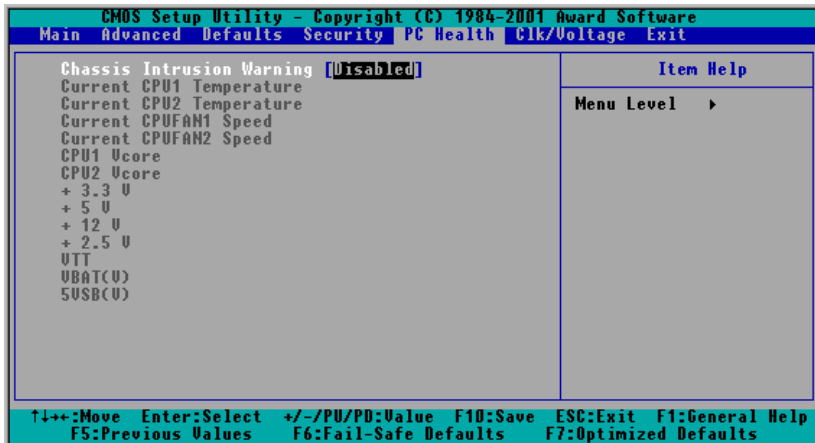 CMOS Setup Utility - Copyright (C) 1984-2001 Award Software
Main Advanced Defaults Security PC Health Clk/Voltage Exit
Chassis Intrusion Warning [Disabled]
Current CPU1 Temperature
Current CPU2 Temperature
Current CPUFAN1 Speed
Current CPUFAN2 Speed
CPU1 Vcore
CPU2 Vcore
+ 3.3 V
+ 5 V
+ 12 V
+ 2.5 V
VTT
VBAT(V)
5VSB(V)
Item Help
Menu Level ▸
↑↓→←:Move Enter:Select +/-/PU/PD:Value F10:Save ESC:Exit F1:General Help
F5:Previous Values F6:Fail-Safe Defaults F7:Optimized Defaults